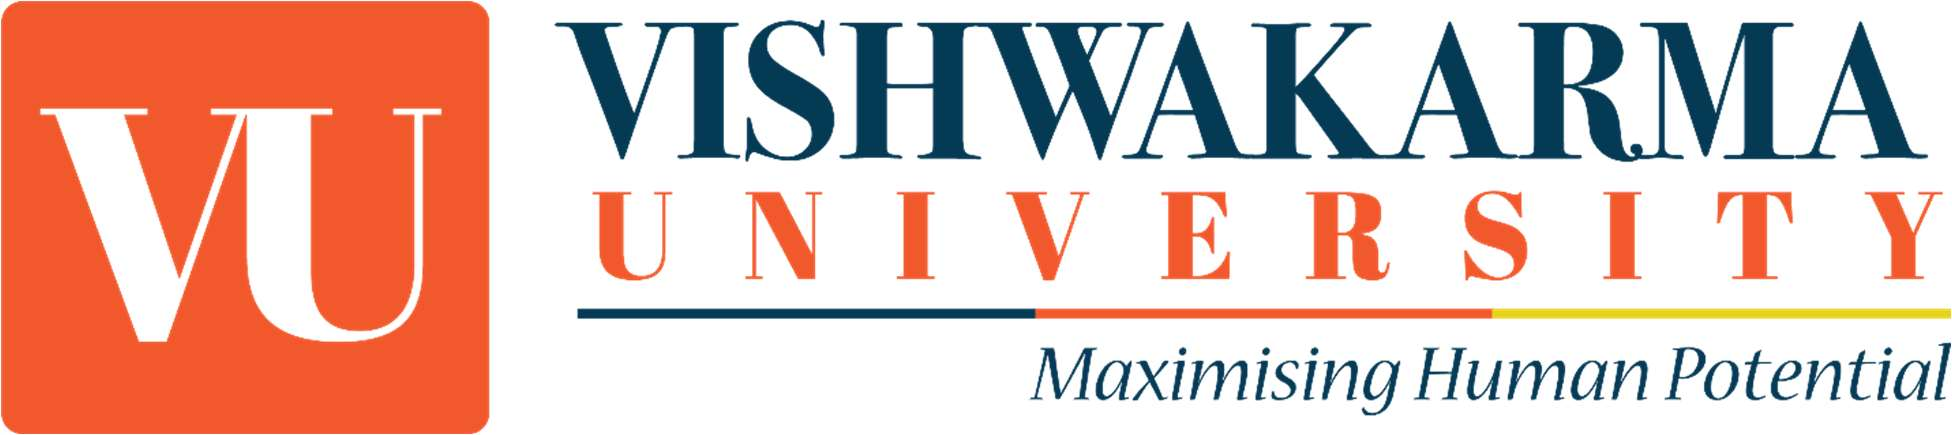 VU
VISHWAKARMA
UNIVERSITY
Maximising Human Potential